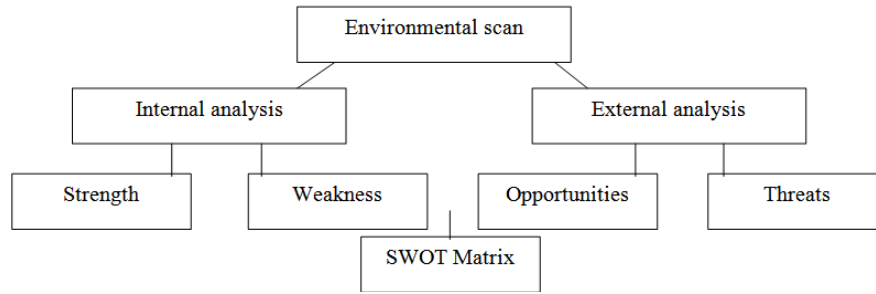 Environmental scan
Internal analysis
External analysis
Strength
Weakness
Opportunities
Threats
SWOT Matrix